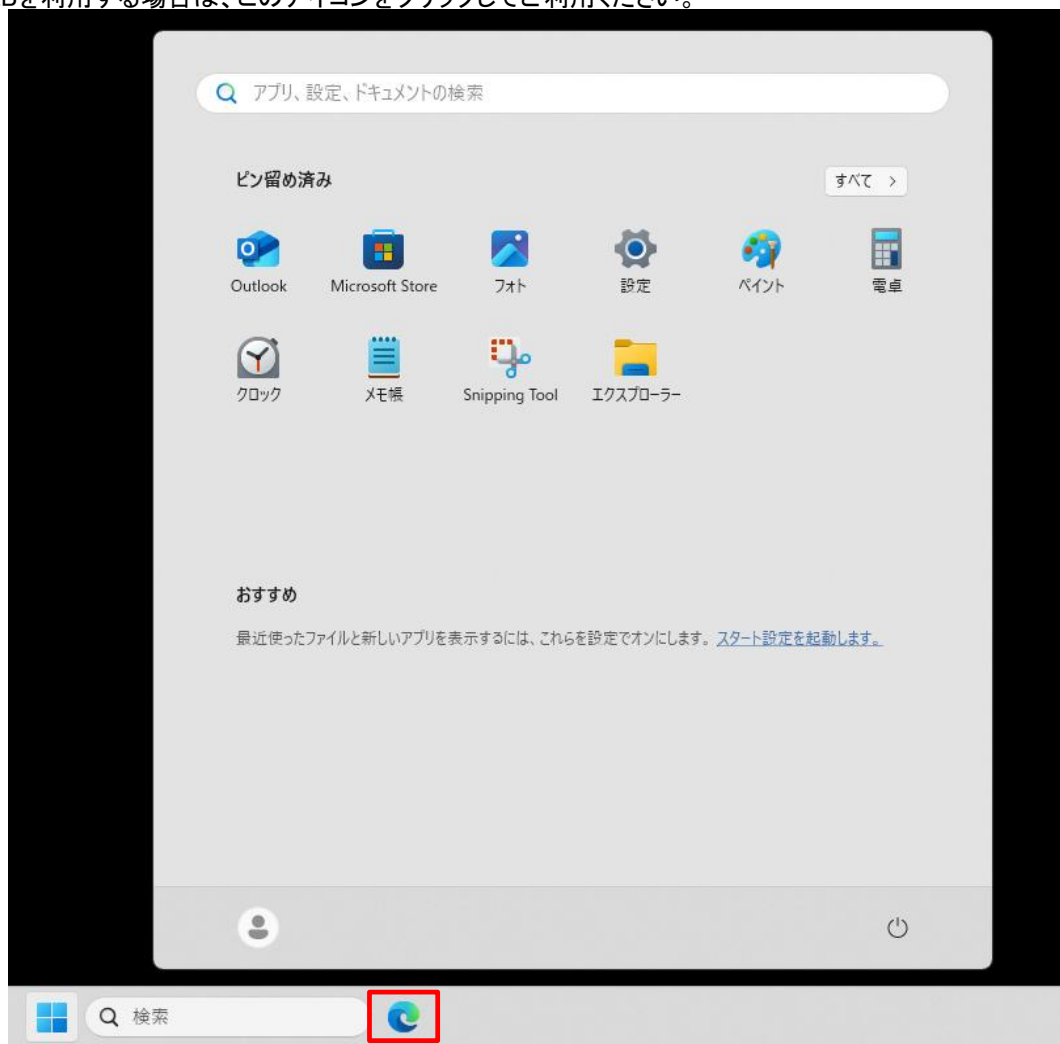 Bを利用する場合は、このアイコンをクリックしてご利用ください。
アプリ、設定、ドキュメントの検索
ピン留め済み
すべて >
Outlook Microsoft Store フォト 設定 ペイント 電卓
クロック メモ帳 Snipping Tool エクスプローラー
おすすめ
最近使ったファイルと新しいアプリを表示するには、これらを設定でオンにします。 スタート設定を起動します。
検索